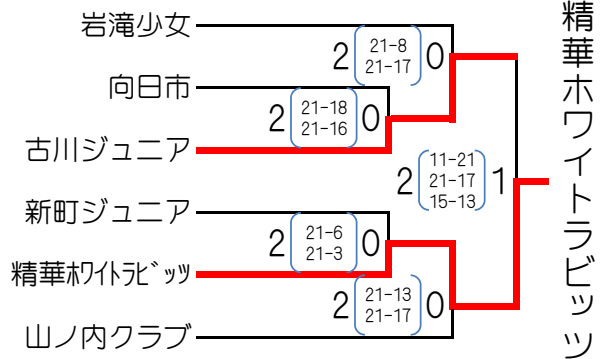 岩滝少女
2 21-8 0
21-17
向日市
2 21-18 0
21-16
古川ジュニア
2 11-21 1
21-17
15-13
新町ジュニア
2 21-6 0
21-3
精華ホワイトラビッツ
2 21-13 0
21-17
山ノ内クラブ
精華ホワイトラビッツ